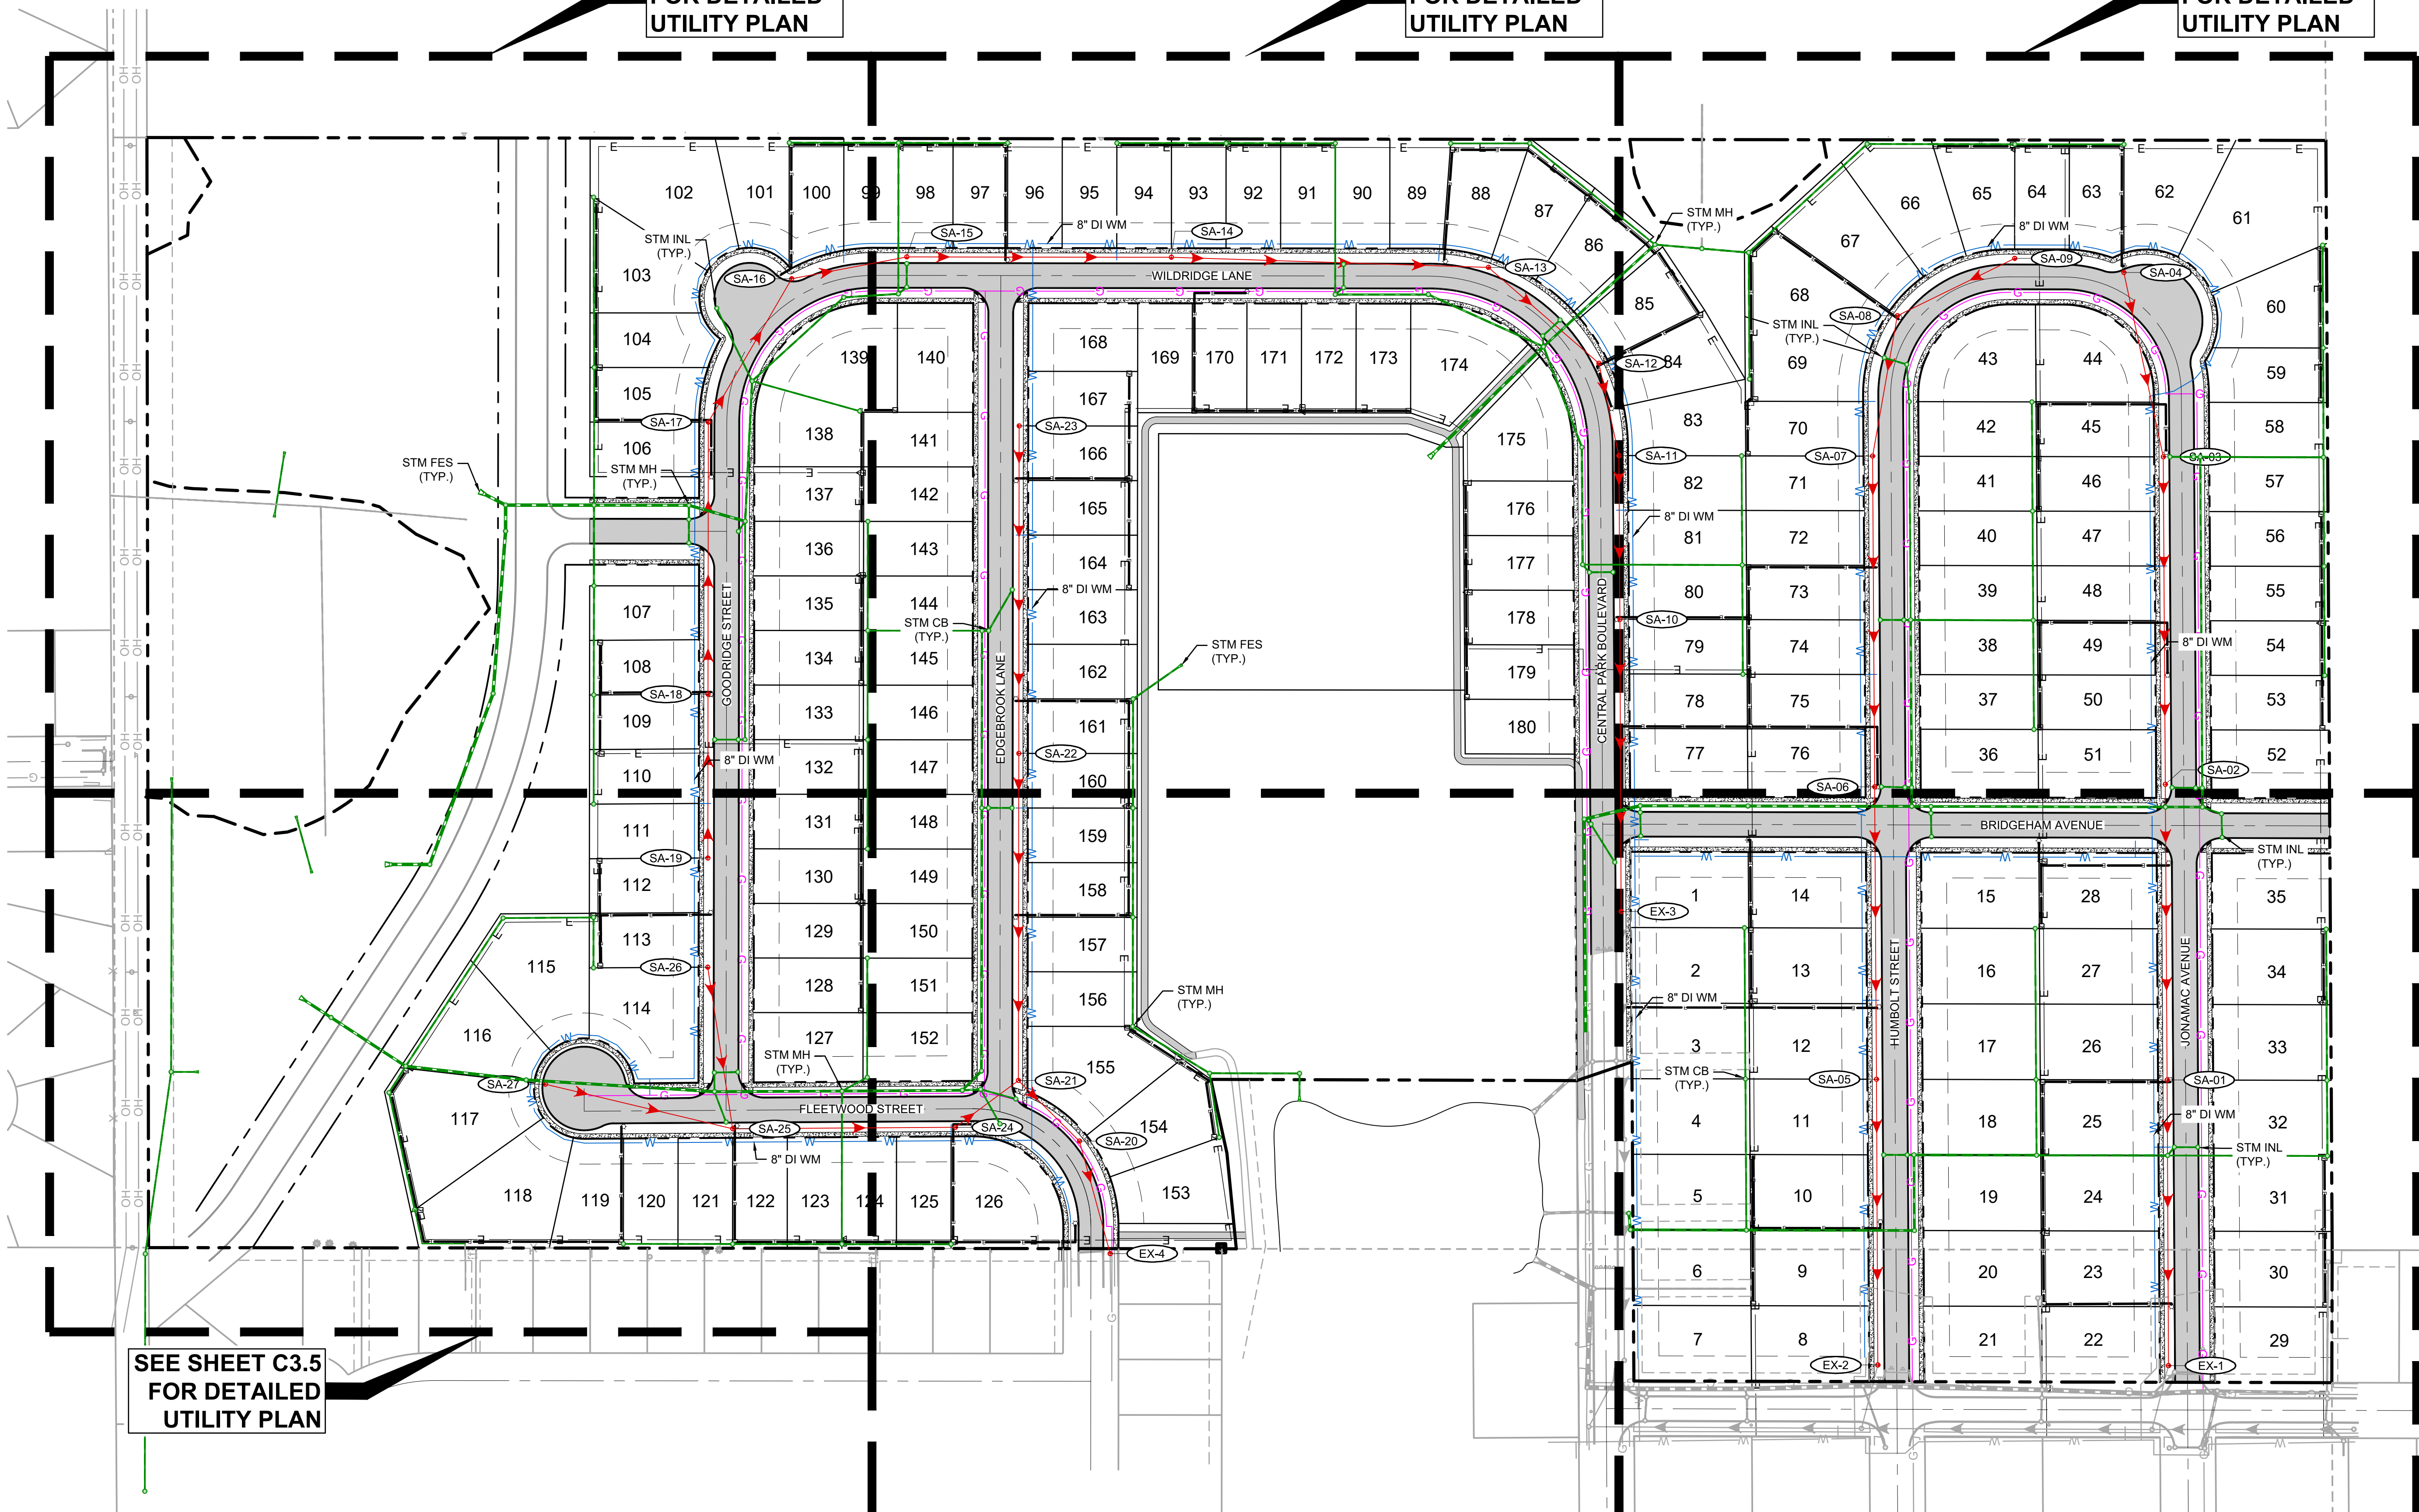 FOR DETAILED
UTILITY PLAN
FOR DETAILED
UTILITY PLAN
FOR DETAILED
UTILITY PLAN
102
101
100
99
98
97
96
95
94
93
92
91
90
89
88
87
86
85
84
83
82
81
80
79
78
77
67
66
65
64
63
62
61
60
59
58
57
56
55
54
53
52
68
69
70
71
72
73
74
75
76
43
44
42
45
41
46
40
47
39
48
38
49
37
50
36
51
103
104
105
106
107
108
109
110
111
112
113
114
115
116
117
118
119
120
121
122
123
124
125
126
139
140
138
141
137
142
136
143
135
144
134
145
133
146
132
147
131
148
130
149
129
150
128
151
127
152
168
167
166
165
164
163
162
161
160
159
158
157
156
155
154
153
169
170
171
172
173
174
175
176
177
178
179
180
1
14
15
28
35
2
13
16
27
34
3
12
17
26
33
4
11
18
25
32
5
10
19
24
31
6
9
20
23
30
7
8
21
22
29
SA-15
8" DI WM
SA-14
SA-13
STM MH
(TYP.)
STM INL
(TYP.)
SA-16
WILDRIDGE LANE
SA-12
8" DI WM
SA-09
SA-04
SA-08
STM INL
(TYP.)
SA-17
STM FES
(TYP.)
STM MH
(TYP.)
SA-23
SA-11
SA-07
SA-03
8" DI WM
8" DI WM
STM CB
(TYP.)
STM FES
(TYP.)
SA-10
8" DI WM
SA-18
GOODRIDGE STREET
EDGEBROOK LANE
CENTRAL PARK BOULEVARD
8" DI WM
SA-22
SA-06
SA-02
BRIDGEHAM AVENUE
STM INL
(TYP.)
SA-19
EX-3
SA-26
HUMBOLT STREET
JONAMAC AVENUE
STM MH
(TYP.)
8" DI WM
STM MH
(TYP.)
SA-27
SA-21
STM CB
(TYP.)
SA-05
SA-01
FLEETWOOD STREET
SA-25
SA-24
SA-20
8" DI WM
8" DI WM
STM INL
(TYP.)
EX-4
EX-2
EX-1
SEE SHEET C3.5
FOR DETAILED
UTILITY PLAN